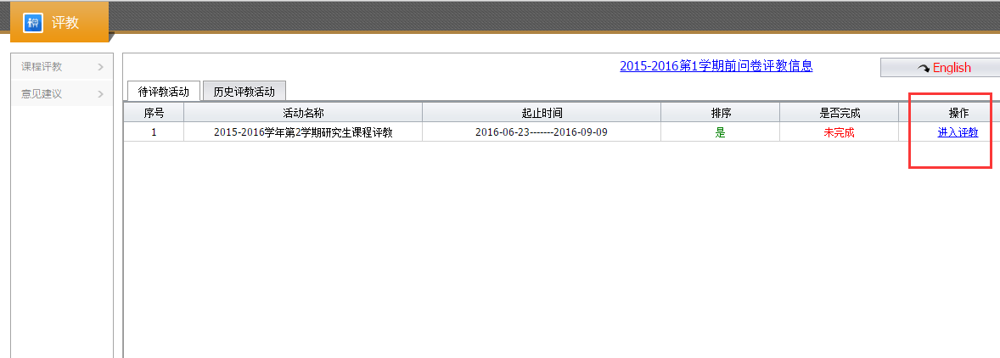 评教
课程评教
意见建议
2015-2016第1学期前问卷评教信息
English
待评教活动 历史评教活动
序号 活动名称 起止时间 排序 是否完成 操作
1 2015-2016学年第2学期研究生课程评教 2016-06-23-------2016-09-09 是 未完成 进入评教